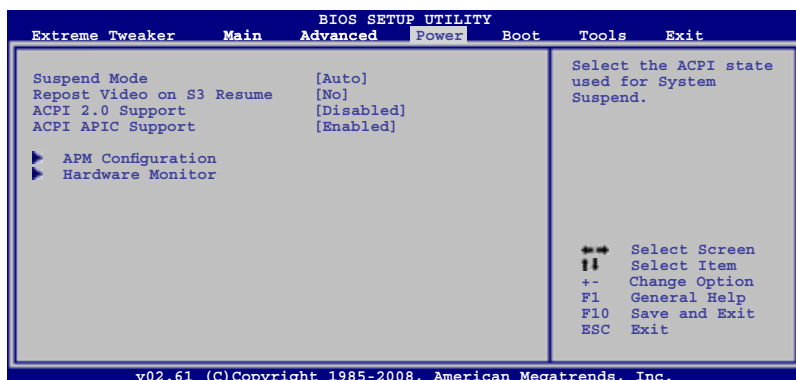 BIOS SETUP UTILITY
Extreme Tweaker Main Advanced Power Boot Tools Exit
Suspend Mode [Auto]
Repost Video on S3 Resume [No]
ACPI 2.0 Support [Disabled]
ACPI APIC Support [Enabled]
APM Configuration
Hardware Monitor
Select the ACPI state
used for System
Suspend.
Select Screen
Select Item
+- Change Option
F1 General Help
F10 Save and Exit
ESC Exit
v02.61 (C)Copyright 1985-2008, American Megatrends, Inc.